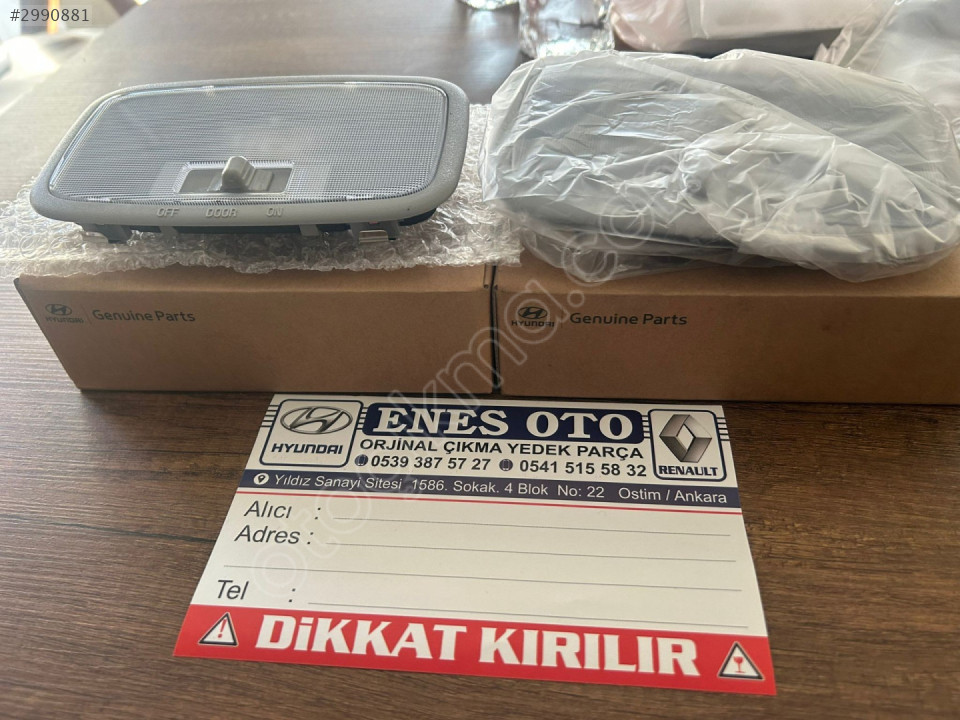 #2990881
OFF DOOR ON
HYUNDAI Genuine Parts
HYUNDAI Genuine Parts
otocikma.com
ENES OTO
ORJİNAL ÇIKMA YEDEK PARÇA
0539 387 57 27 0541 515 58 32
HYUNDAI
RENAULT
Yıldız Sanayi Sitesi 1586. Sokak. 4 Blok No: 22 Ostim / Ankara
Alıcı :
Adres :
Tel :
DİKKAT KIRILIR